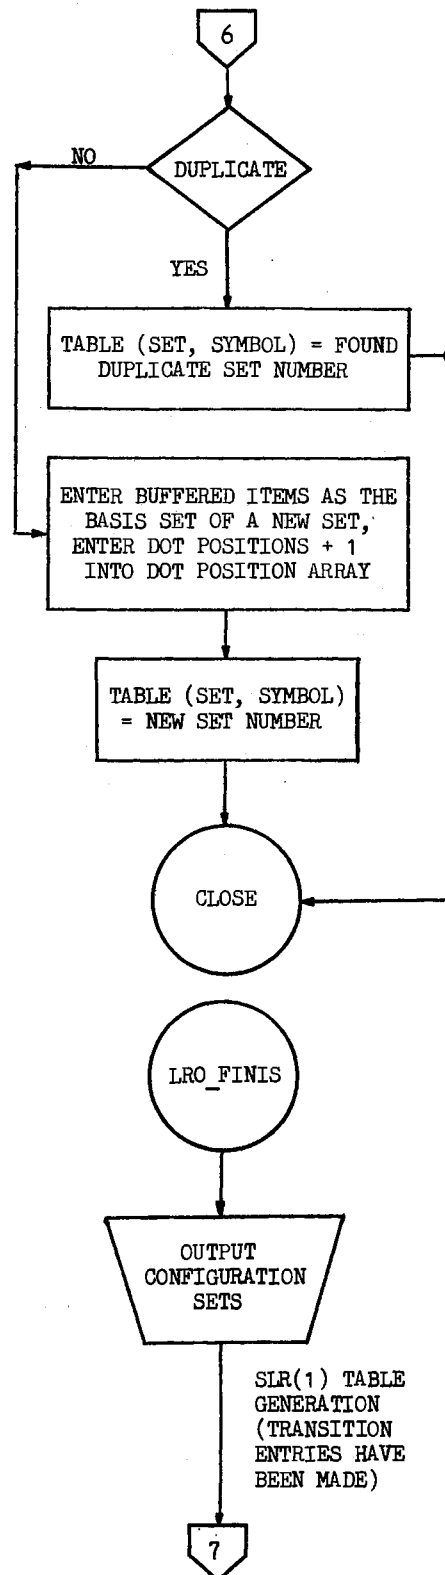 6
DUPLICATE
NO
YES
TABLE (SET, SYMBOL) = FOUND
DUPLICATE SET NUMBER
ENTER BUFFERED ITEMS AS THE
BASIS SET OF A NEW SET,
ENTER DOT POSITIONS + 1
INTO DOT POSITION ARRAY
TABLE (SET, SYMBOL)
= NEW SET NUMBER
CLOSE
LRO_FINIS
OUTPUT
CONFIGURATION
SETS
SLR(1) TABLE
GENERATION
(TRANSITION
ENTRIES HAVE
BEEN MADE)
7